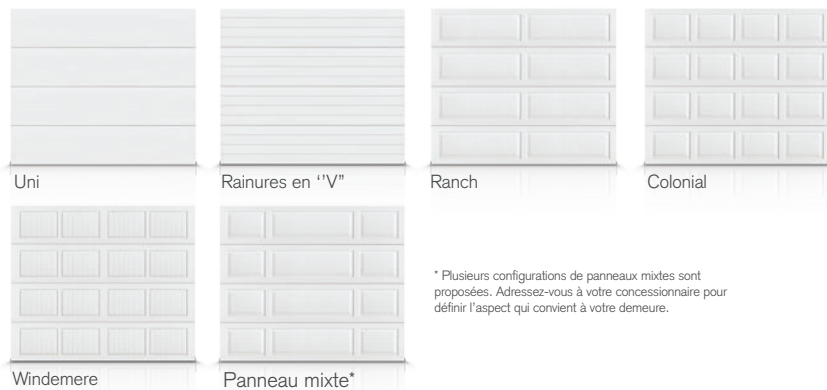 Uni
Rainures en ‘’V”
Ranch
Colonial
Windemere
Panneau mixte*
* Plusieurs configurations de panneaux mixtes sont
proposées. Adressez-vous à votre concessionnaire pour
définir l’aspect qui convient à votre demeure.